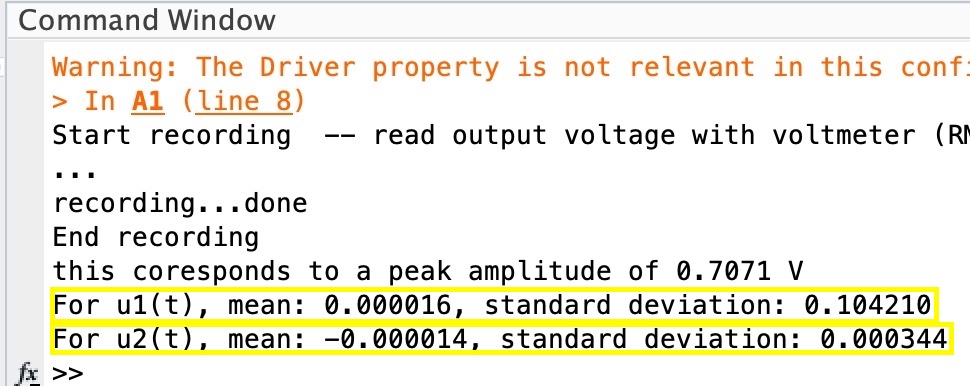 Command Window
Warning: The Driver property is not relevant in this
> In A1 (line 8)
Start recording  -- read output voltage with voltmeter
...
recording...done
End recording
this coresponds to a peak amplitude of 0.7071 V
For u1(t), mean: 0.000016, standard deviation: 0.104210
For u2(t), mean: -0.000014, standard deviation: 0.000344
fx >>